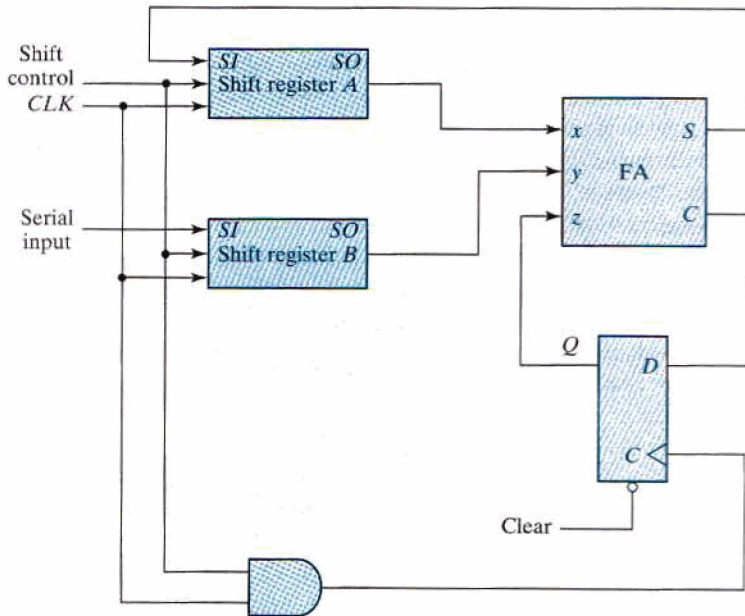 Shift
control
CLK
SI SO
Shift register A
x S
y FA
z C
Serial
input
SI SO
Shift register B
Q
D
C
Clear